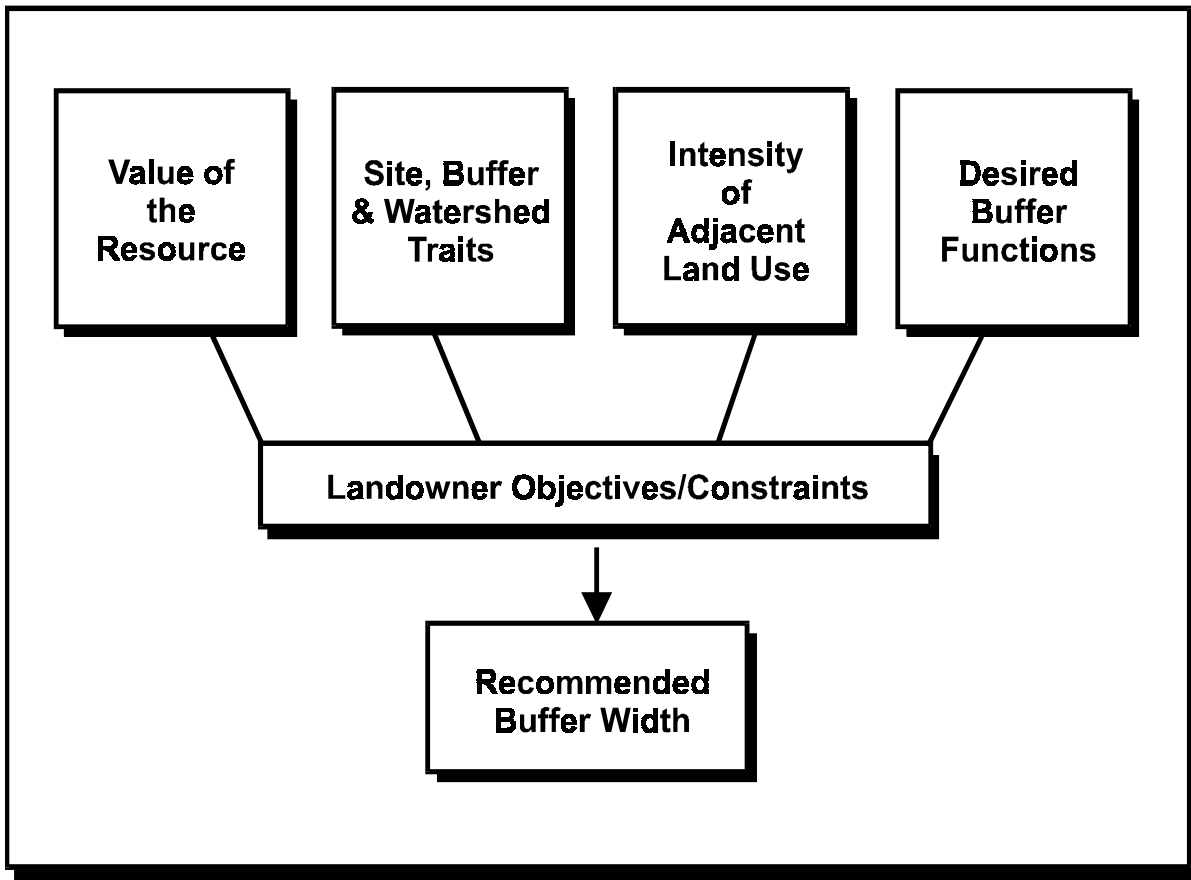 Value of
the
Resource
Site, Buffer
& Watershed
Traits
Intensity
of
Adjacent
Land Use
Desired
Buffer
Functions
Landowner Objectives/Constraints
Recommended
Buffer Width